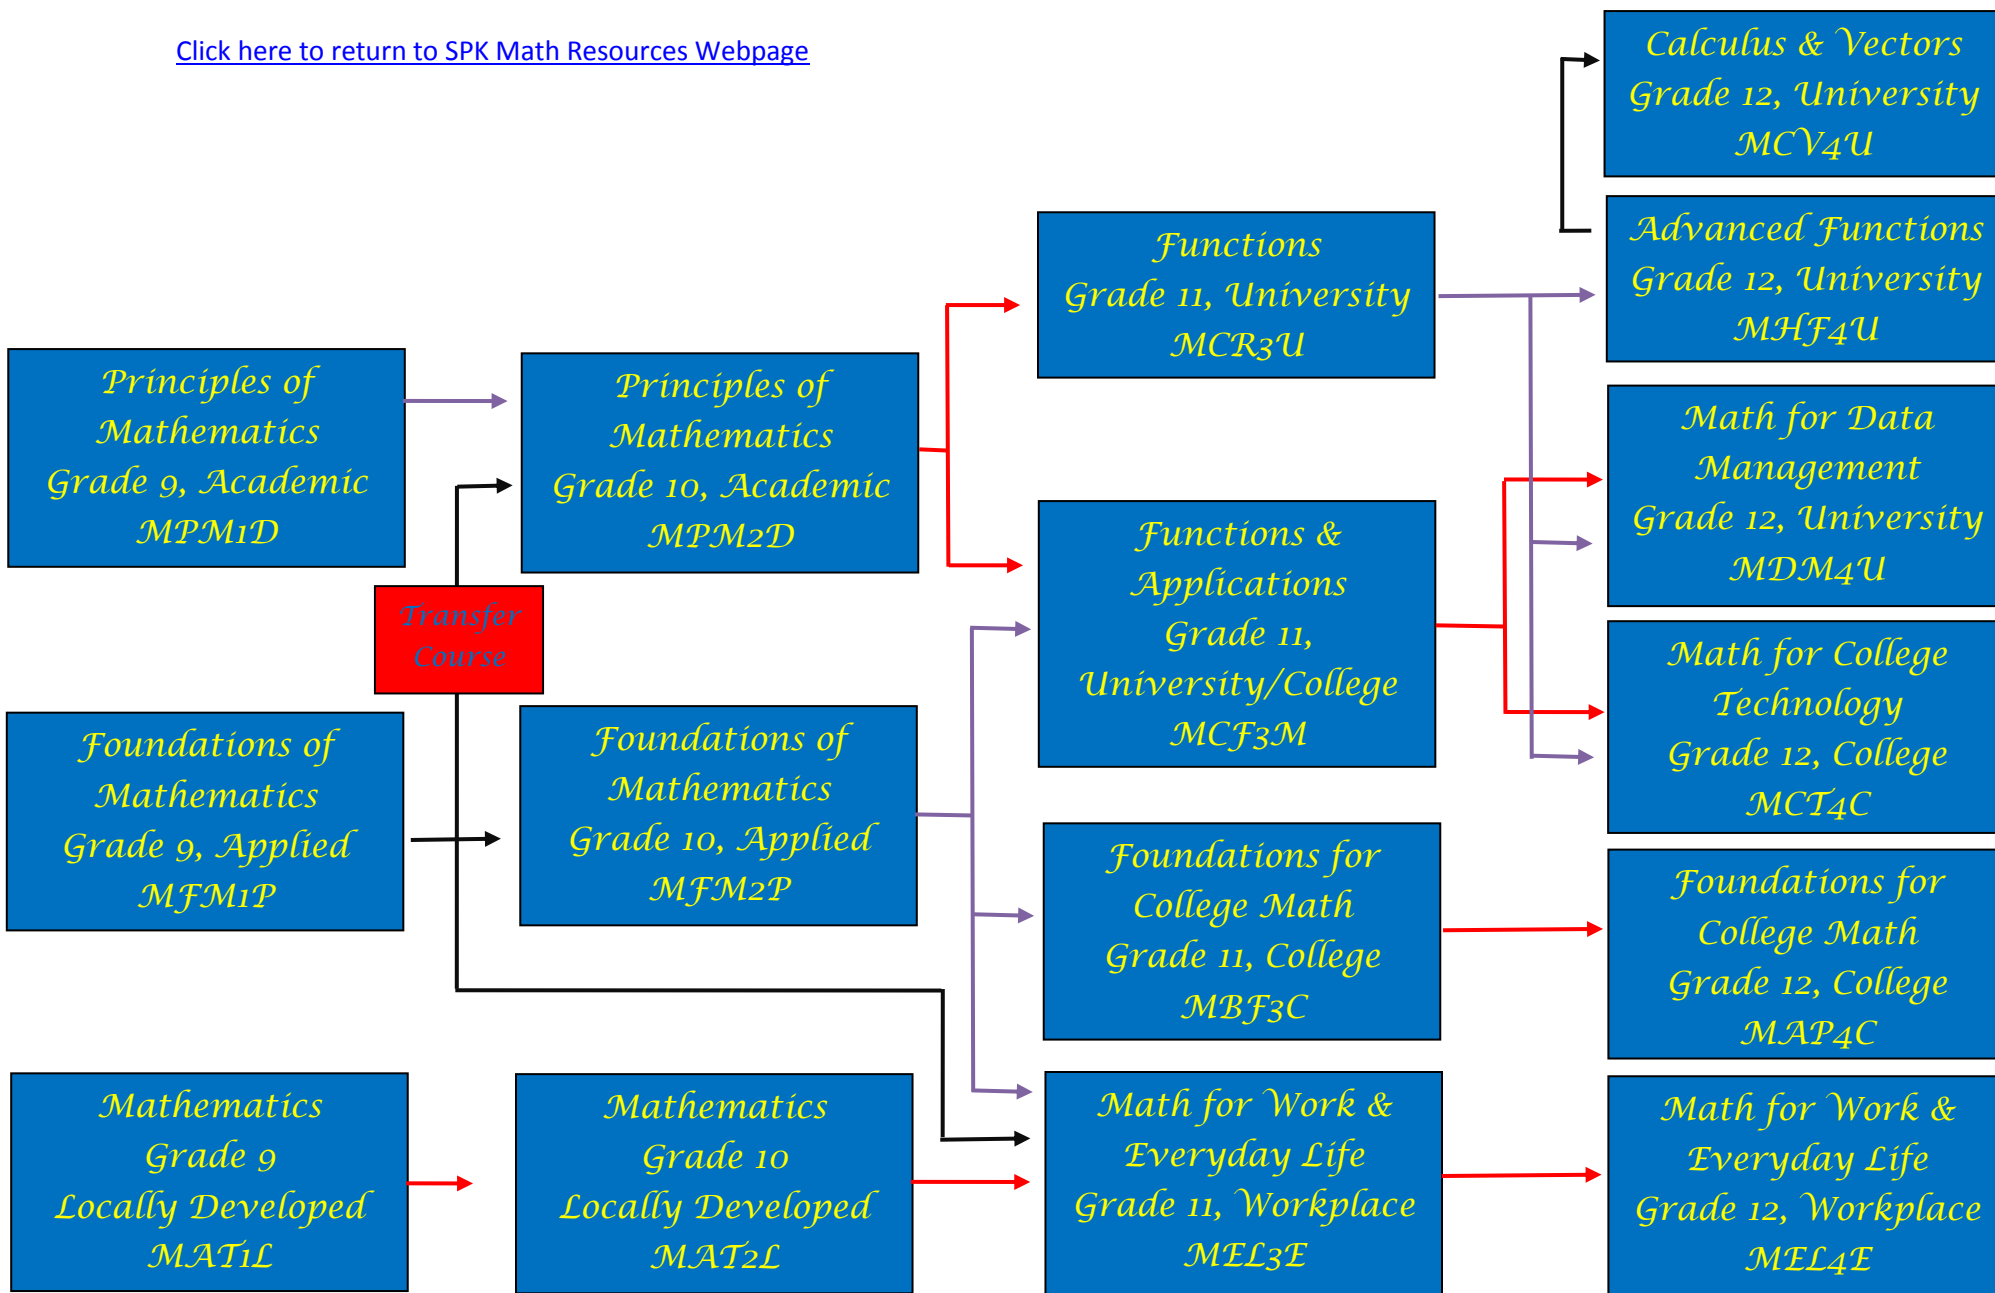 Click here to return to SPK Math Resources Webpage
Calculus & Vectors
Grade 12, University
MCV4U
Advanced Functions
Grade 12, University
MHF4U
Functions
Grade 11, University
MCR3U
Principles of
Mathematics
Grade 9, Academic
MPM1D
Principles of
Mathematics
Grade 10, Academic
MPM2D
Math for Data
Management
Grade 12, University
MDM4U
Functions &
Applications
Grade 11,
University/College
MCF3M
Transfer
Course
Math for College
Technology
Grade 12, College
MCT4C
Foundations of
Mathematics
Grade 9, Applied
MFM1P
Foundations of
Mathematics
Grade 10, Applied
MFM2P
Foundations for
College Math
Grade 11, College
MBF3C
Foundations for
College Math
Grade 12, College
MAP4C
Mathematics
Grade 9
Locally Developed
MAT1L
Mathematics
Grade 10
Locally Developed
MAT2L
Math for Work &
Everyday Life
Grade 11, Workplace
MEL3E
Math for Work &
Everyday Life
Grade 12, Workplace
MEL4E